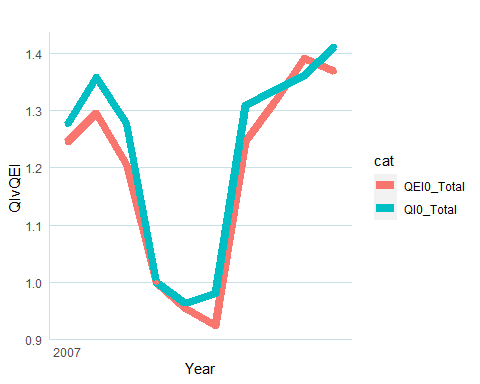 1.4
1.3
1.2
1.1
1.0
0.9
QIvQEI
2007
Year
cat
QEI0_Total
QI0_Total